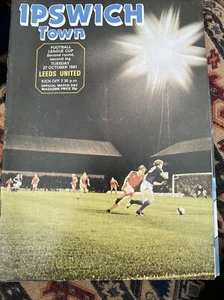 IPSWICH
Town
FOOTBALL
LEAGUE CUP
Second round,
second leg
TUESDAY
27 OCTOBER 1981
LEEDS UNITED
KICK-OFF 7.30 p.m.
OFFICIAL MATCH DAY
MAGAZINE PRICE 35p